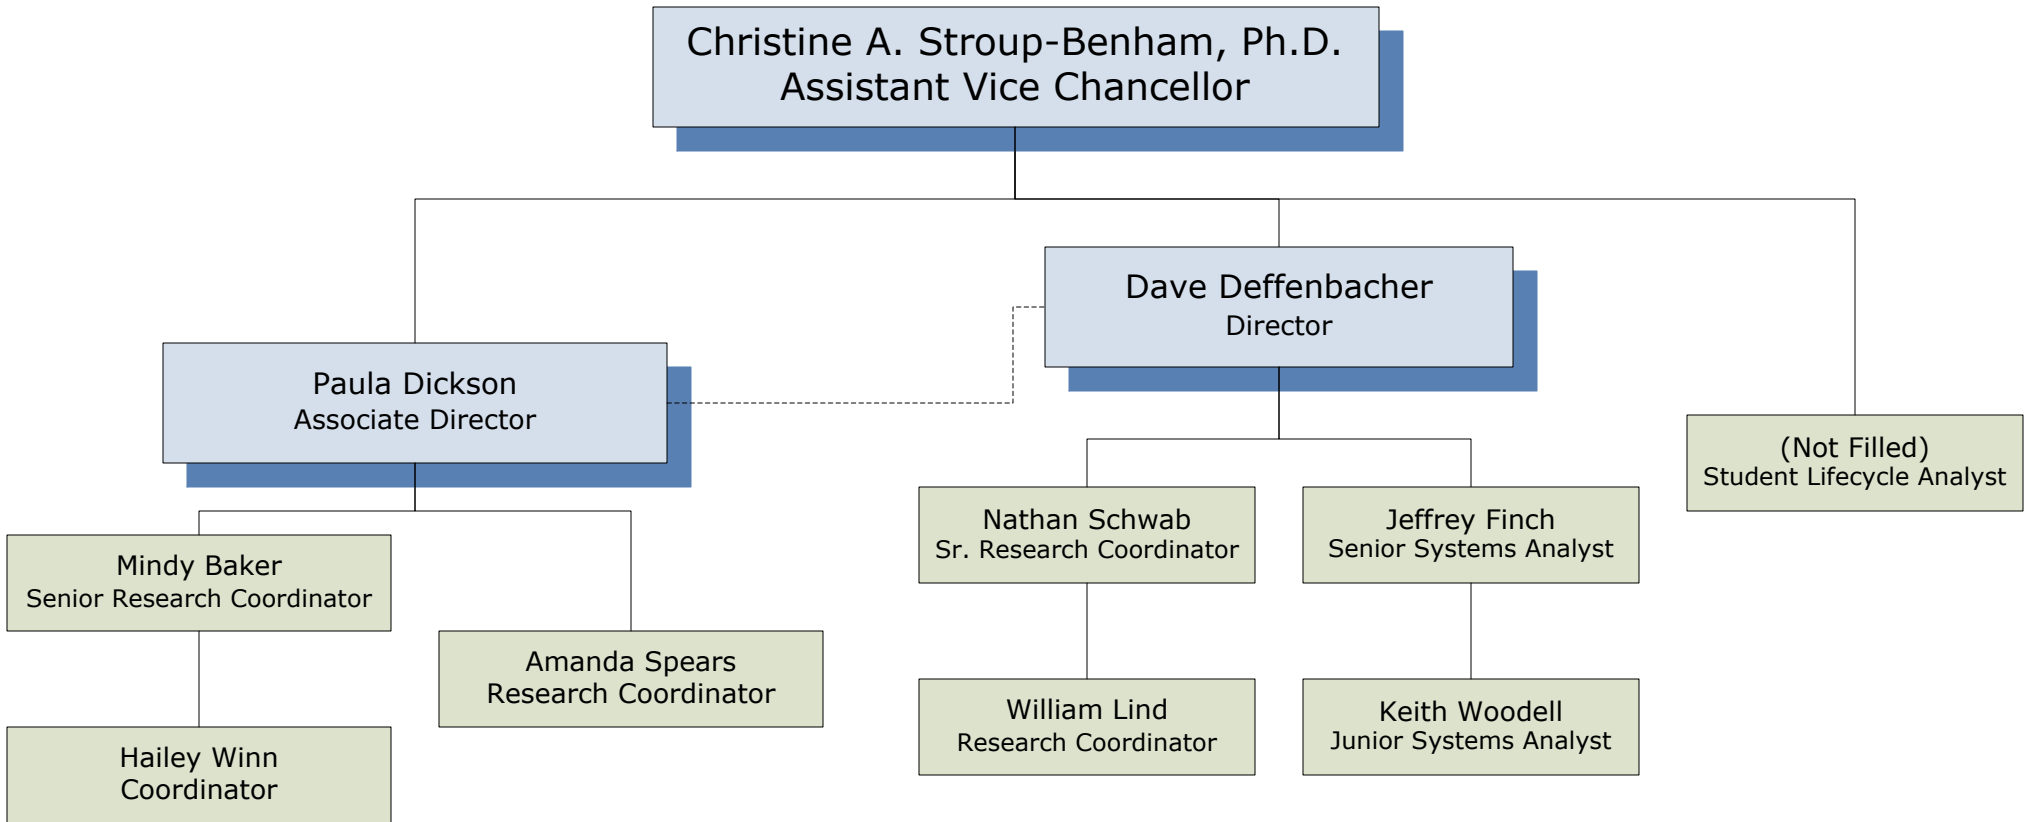 Christine A. Stroup-Benham, Ph.D.
Assistant Vice Chancellor
Dave Deffenbacher
Director
Paula Dickson
Associate Director
(Not Filled)
Student Lifecycle Analyst
Nathan Schwab
Sr. Research Coordinator
Jeffrey Finch
Senior Systems Analyst
Mindy Baker
Senior Research Coordinator
Amanda Spears
Research Coordinator
William Lind
Research Coordinator
Keith Woodell
Junior Systems Analyst
Hailey Winn
Coordinator